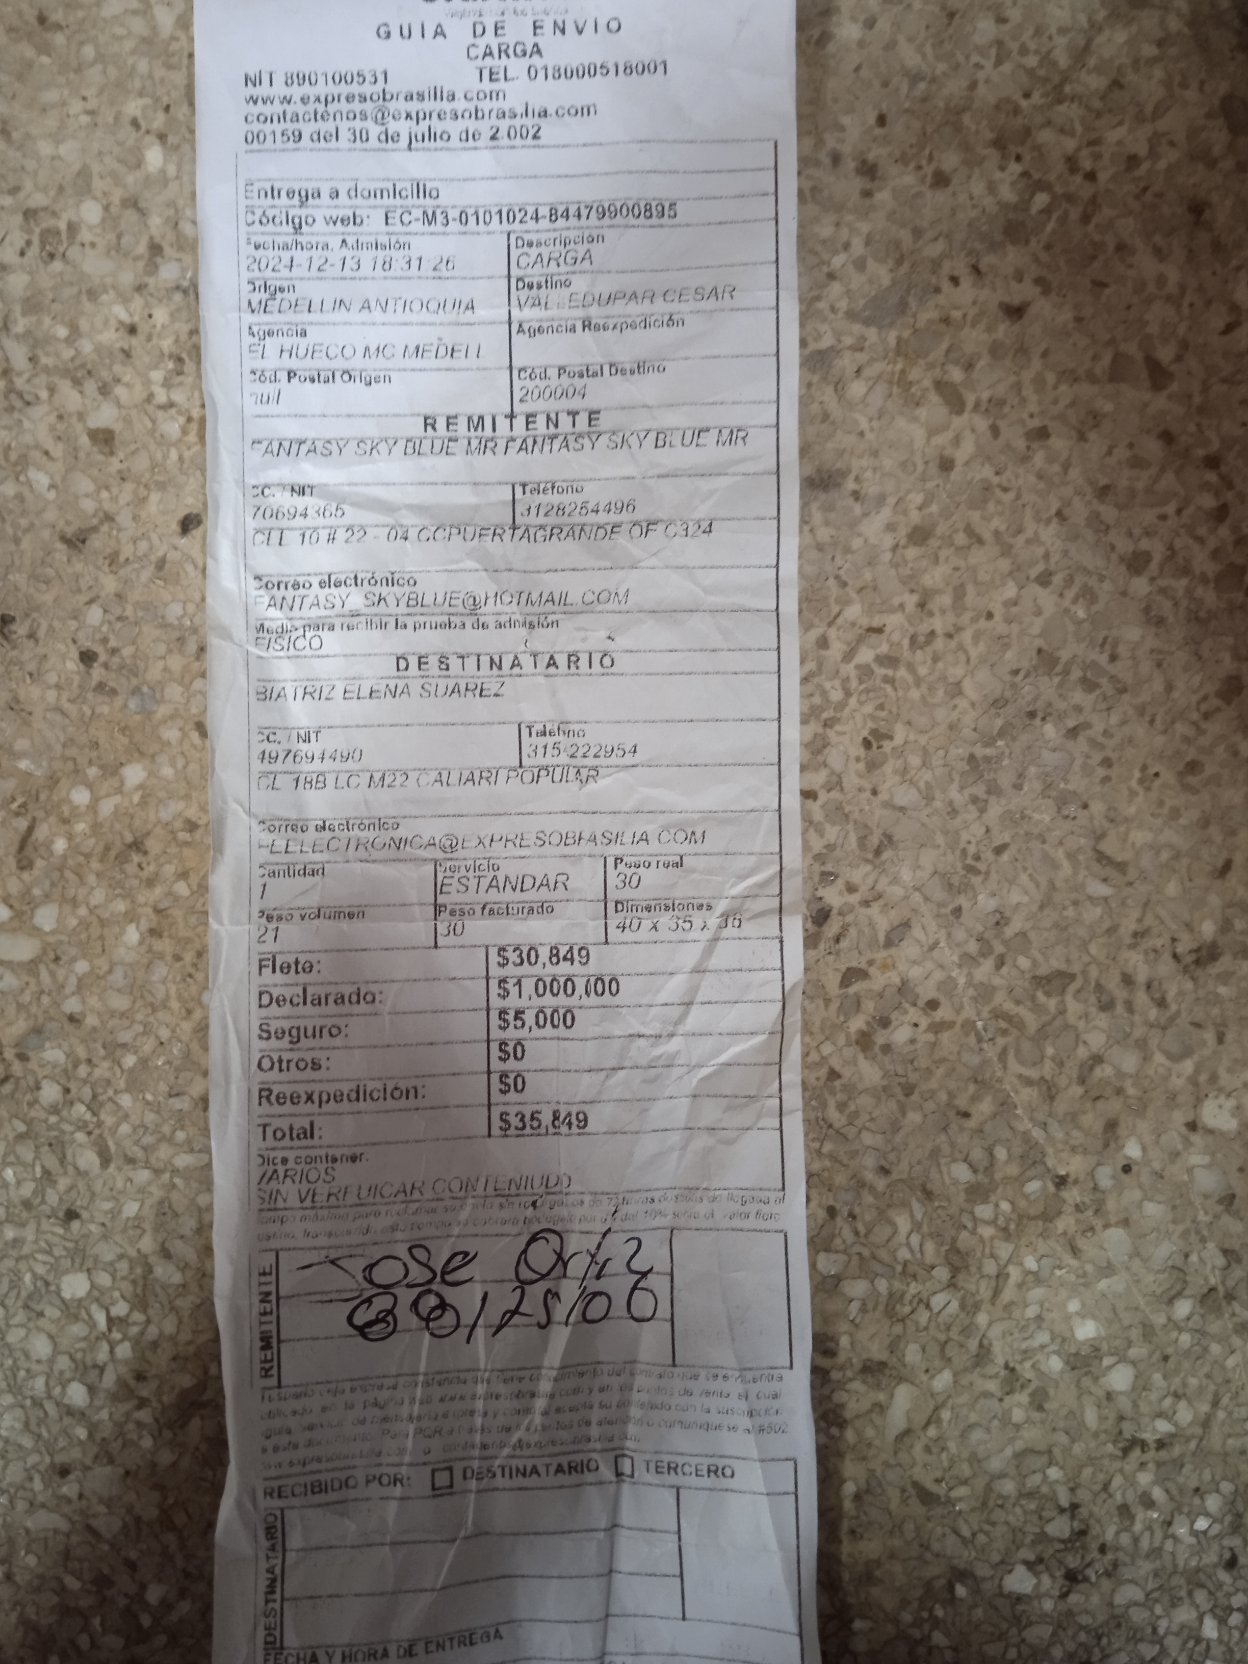 GUIA DE ENVIO
CARGA
NIT 890100531 TEL. 018000518001
www.expresobrasilia.com
contactenos@expresobrasilia.com
00159 del 30 de julio de 2.002
Entrega a domicilio
Código web: EC-M3-0101024-84479900895
Fecha/hora. Admisión Descripción
2024-12-13 18:31:26 CARGA
Origen Destino
MEDELLIN ANTIOQUIA VALLEDUPAR CESAR
Agencia Agencia Reexpedición
EL HUECO MC MEDELL
Cód. Postal Origen Cód. Postal Destino
null 200004
REMITENTE
FANTASY SKY BLUE MR FANTASY SKY BLUE MR
CC. / NIT Teléfono
70694365 3128254496
CLL 10 # 22 - 04 CCPUERTAGRANDE OF C324
Correo electrónico
FANTASY_SKYBLUE@HOTMAIL.COM
Medio para recibir la prueba de admisión
FISICO
DESTINATARIO
BIATRIZ ELENA SUAREZ
CC. / NIT Teléfono
497694490
CL 18B LC M22 CALIARI POPULAR
Correo electrónico
FEELECTRONICA@EXPRESOBRASILIA.COM
Cantidad Servicio Peso real
1 ESTANDAR 30
Peso volumen Peso facturado Dimensiones
21 30 40 x 35 x 36
Flete: $30,849
Declarado: $1,000,000
Seguro: $5,000
Otros: $0
Reexpedición: $0
Total: $35,849
Dice contener:
VARIOS
SIN VERFUICAR CONTENIUDO
REMITENTE
Jose Ortiz
RECIBIDO POR: DESTINATARIO TERCERO
DESTINATARIO
FECHA Y HORA DE ENTREGA